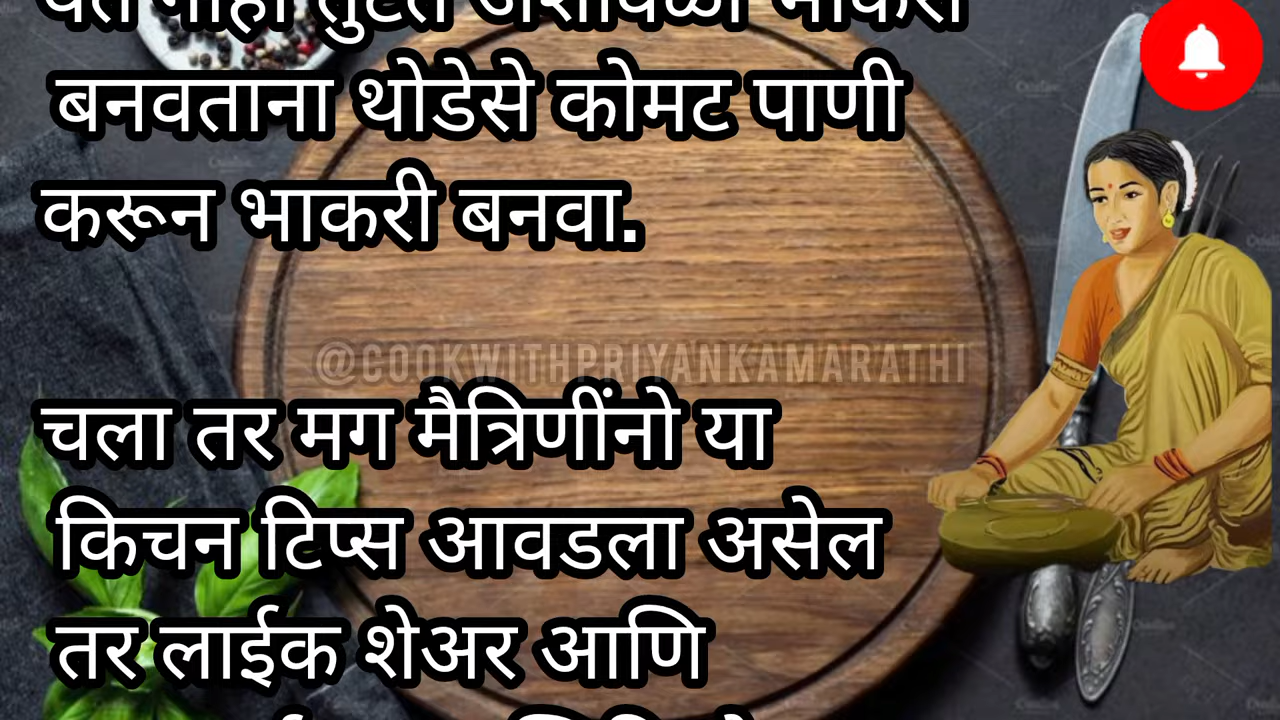 बनवताना थोडेसे कोमट पाणी
करून भाकरी बनवा.
@COOKWITHPRIYANKAMARATHI
चला तर मग मैत्रिणींनो या
किचन टिप्स आवडला असेल
तर लाईक शेअर आणि